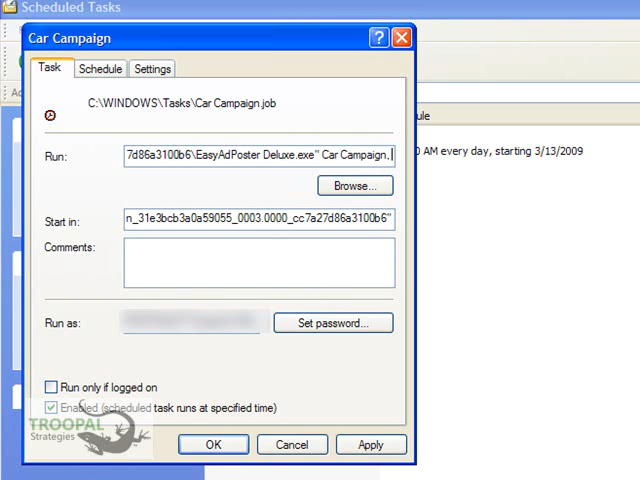 Scheduled Tasks
Car Campaign
Task Schedule Settings
C:\WINDOWS\Tasks\Car Campaign.job
ule
Run: 7d86a3100b6\EasyAdPoster Deluxe.exe" Car Campaign,
0 AM every day, starting 3/13/2009
Browse...
Start in: n_31e3bcb3a0a59055_0003.0000_cc7a27d86a3100b6"
Comments:
Run as: Set password...
Run only if logged on
Enabled (scheduled task runs at specified time)
TROOPAL
Strategies
OK Cancel Apply